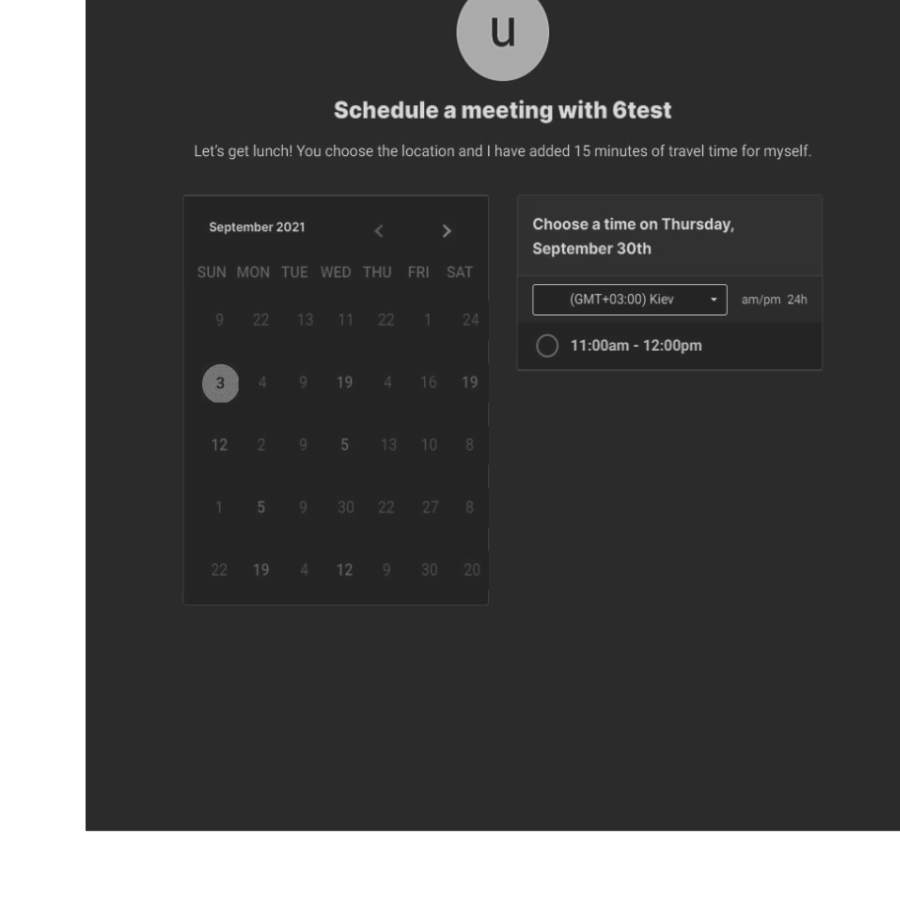 u
Schedule a meeting with 6test
Let's get lunch! You choose the location and I have added 15 minutes of travel time for myself.
September 2021
SUN MON TUE WED THU FRI SAT
9 22 13 11 22 1 24
3 4 9 19 4 16 19
12 2 9 5 13 10 8
1 5 9 30 22 27 8
22 19 4 12 9 30 20
Choose a time on Thursday,
September 30th
(GMT+03:00) Kiev am/pm 24h
11:00am - 12:00pm